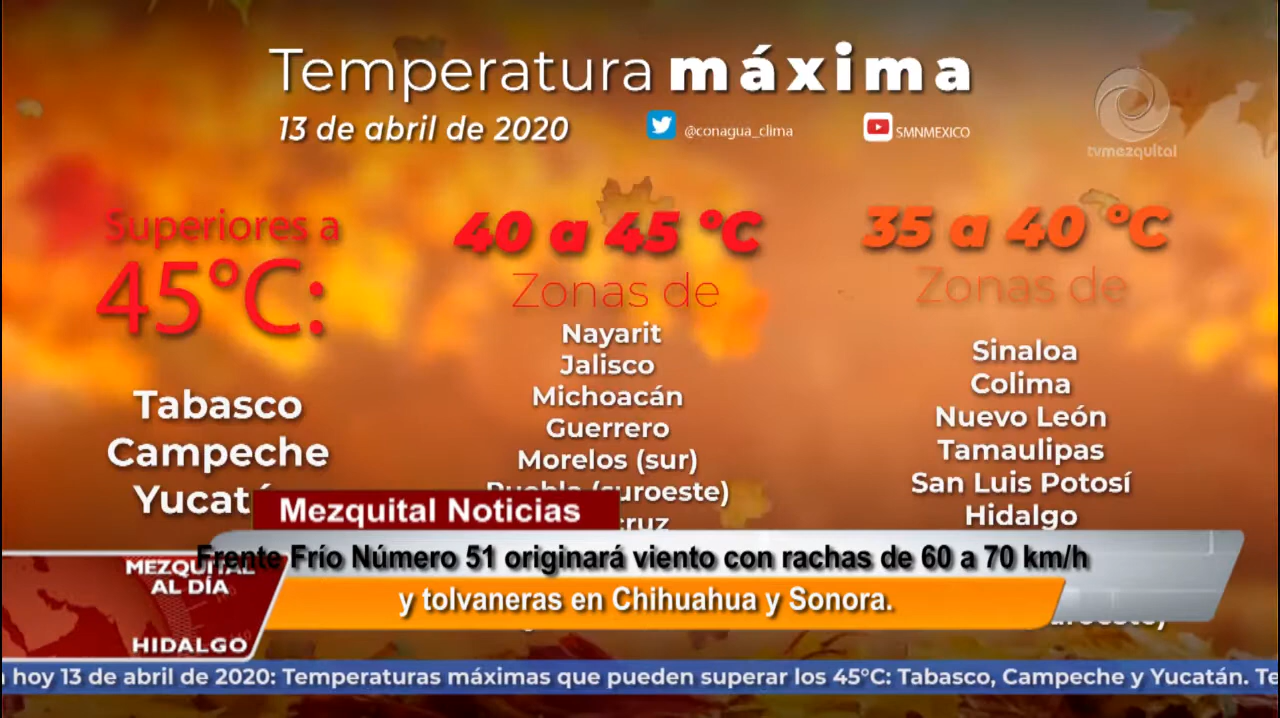 Temperatura máxima
13 de abril de 2020
@conagua_clima
SMNMEXICO
tvmezquital
Superiores a
45°C:
Tabasco
Campeche
40 a 45 °C
Zonas de
Nayarit
Jalisco
Michoacán
Guerrero
Morelos (sur)
Puebla (suroeste)
35 a 40 °C
Zonas de
Sinaloa
Colima
Nuevo León
Tamaulipas
San Luis Potosí
Hidalgo
Mezquital Noticias
Frente Frío Número 51 originará viento con rachas de 60 a 70 km/h
y tolvaneras en Chihuahua y Sonora.
MEZQUITAL
AL DÍA
HIDALGO
hoy 13 de abril de 2020: Temperaturas máximas que pueden superar los 45°C: Tabasco, Campeche y Yucatán. Te